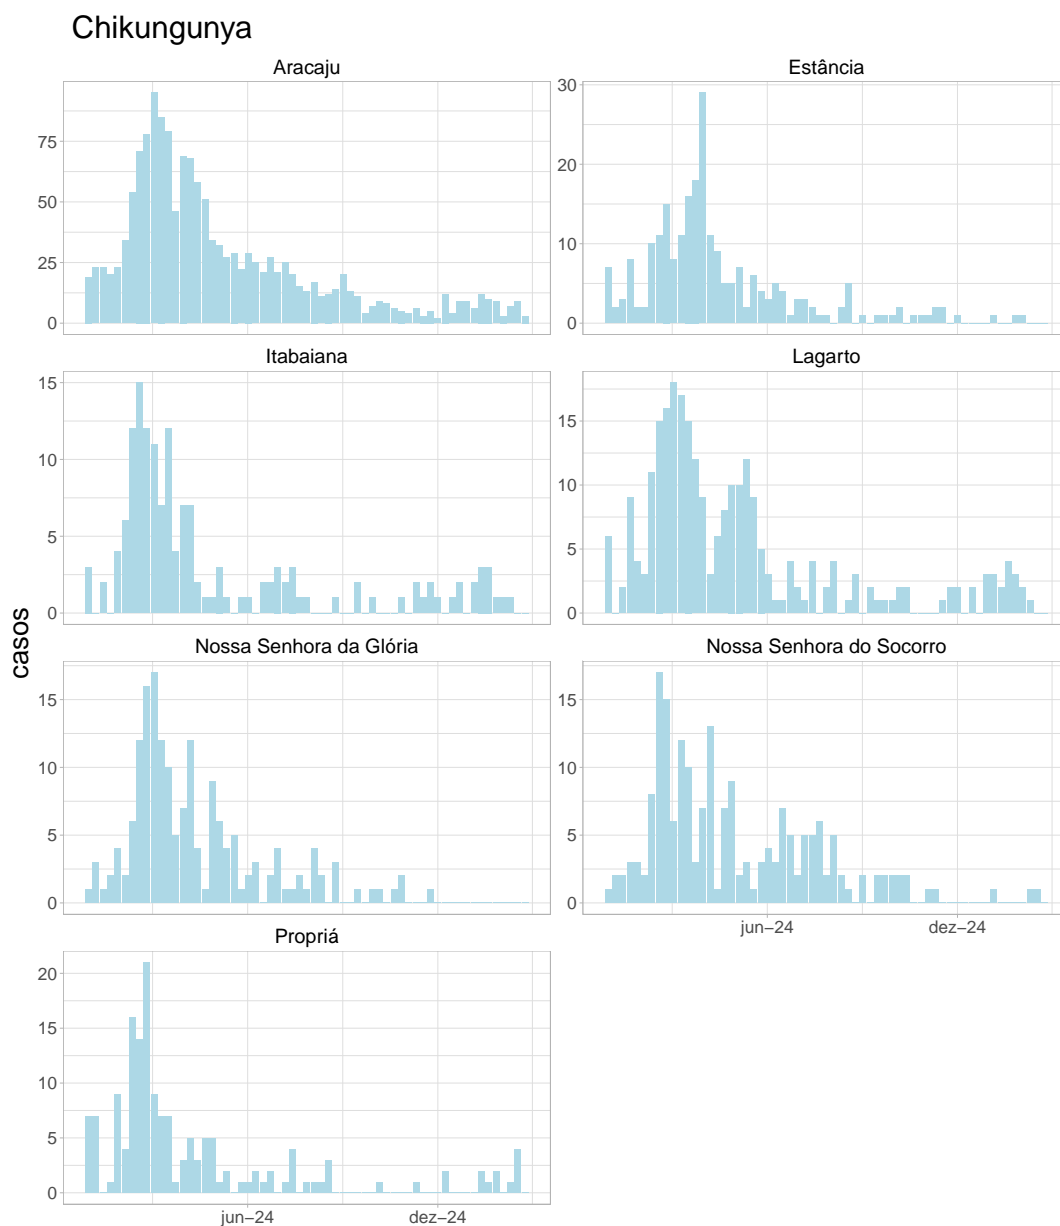 Chikungunya
Aracaju
Estância
75
50
25
0
30
20
10
0
Itabaiana
Lagarto
15
10
5
0
15
10
5
0
casos
Nossa Senhora da Glória
Nossa Senhora do Socorro
15
10
5
0
15
10
5
0
jun−24
dez−24
Propriá
20
15
10
5
0
jun−24
dez−24